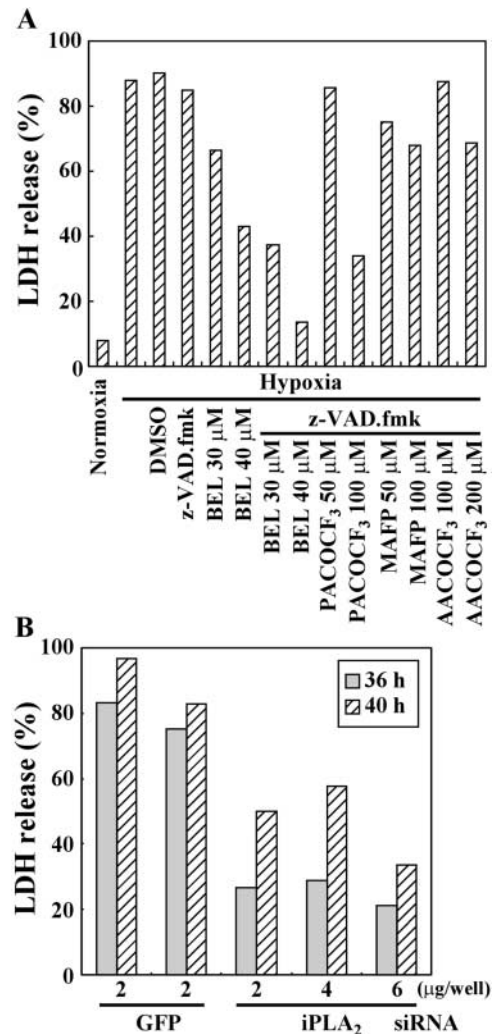 A
LDH release (%)
100
80
60
40
20
0
Hypoxia
z-VAD.fmk
Normoxia
DMSO
z-VAD.fmk
BEL 30 µM
BEL 40 µM
BEL 30 µM
BEL 40 µM
PACOCF₃ 50 µM
PACOCF₃ 100 µM
MAFP 50 µM
MAFP 100 µM
AACOCF₃ 100 µM
AACOCF₃ 200 µM
B
LDH release (%)
100
80
60
40
20
0
36 h
40 h
2 2 2 4 6 (µg/well)
GFP iPLA₂ siRNA